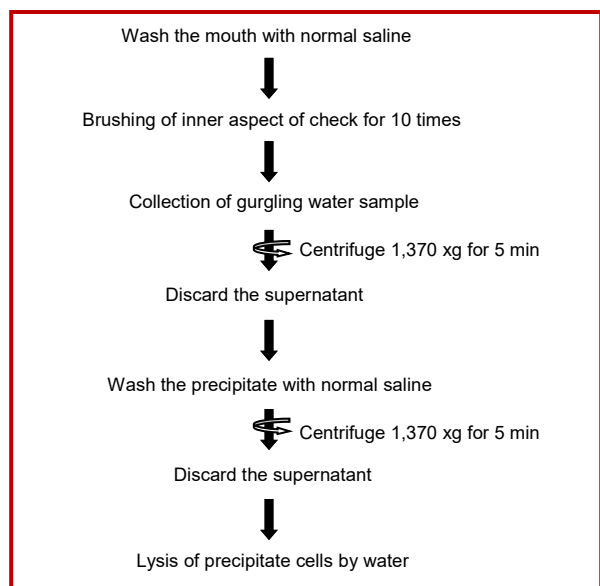 Wash the mouth with normal saline
Brushing of inner aspect of check for 10 times
Collection of gurgling water sample
Centrifuge 1,370 xg for 5 min
Discard the supernatant
Wash the precipitate with normal saline
Centrifuge 1,370 xg for 5 min
Discard the supernatant
Lysis of precipitate cells by water